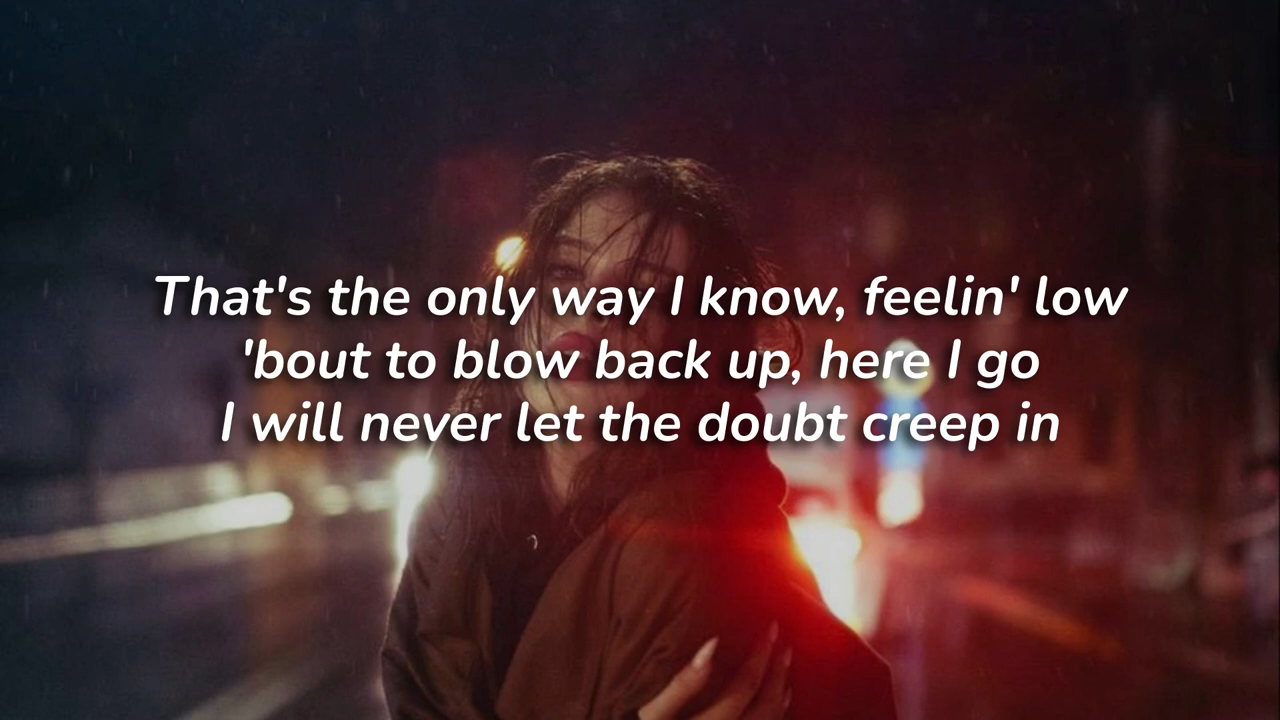 That's the only way I know, feelin' low
'bout to blow back up, here I go
I will never let the doubt creep in